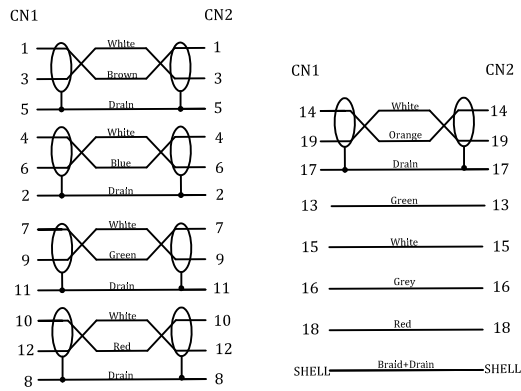 CN1 CN2
1 White 1
3 Brown 3
5 Drain 5
4 White 4
6 Blue 6
2 Drain 2
7 White 7
9 Green 9
11 Drain 11
10 White 10
12 Red 12
8 Drain 8
CN1 CN2
14 White 14
19 Orange 19
17 Drain 17
13 Green 13
15 White 15
16 Grey 16
18 Red 18
SHELL Braid+Drain SHELL